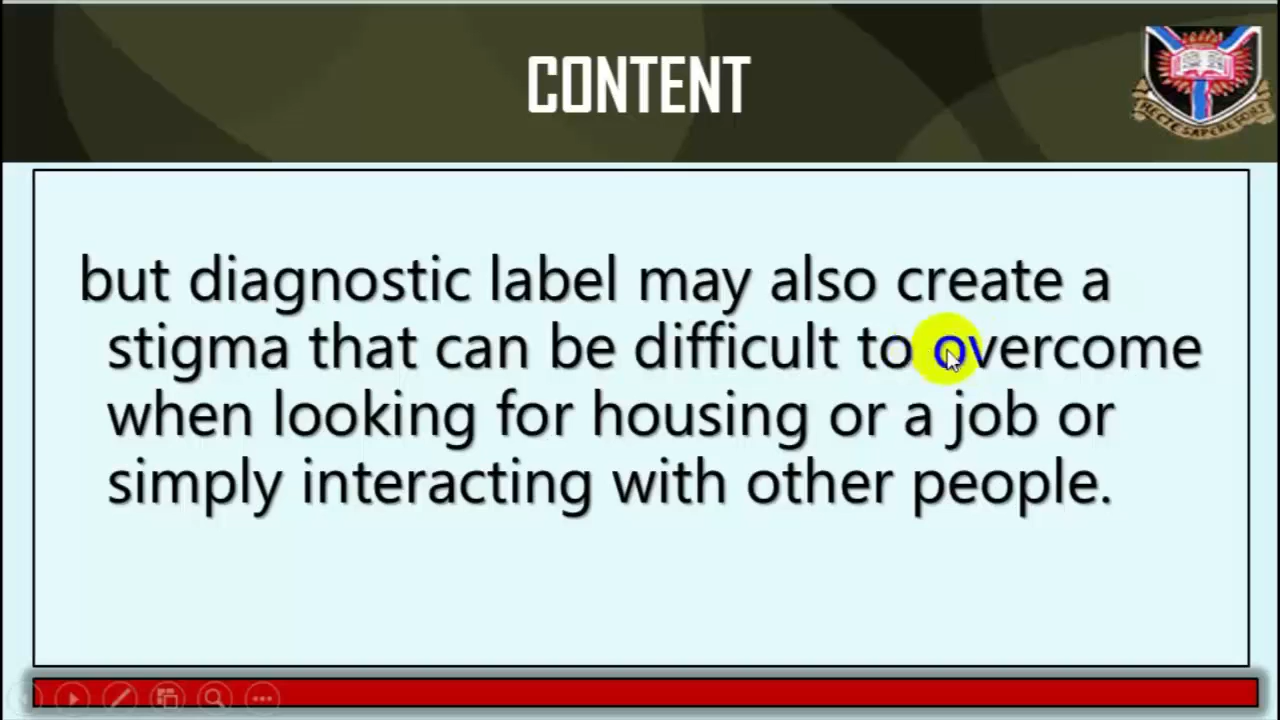 CONTENT
but diagnostic label may also create a
stigma that can be difficult to overcome
when looking for housing or a job or
simply interacting with other people.